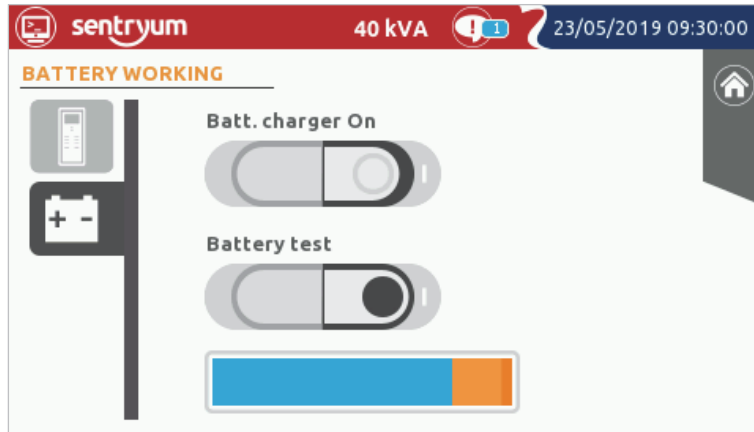 sentryum 40 kVA 1 23/05/2019 09:30:00
BATTERY WORKING
Batt. charger On
Battery test